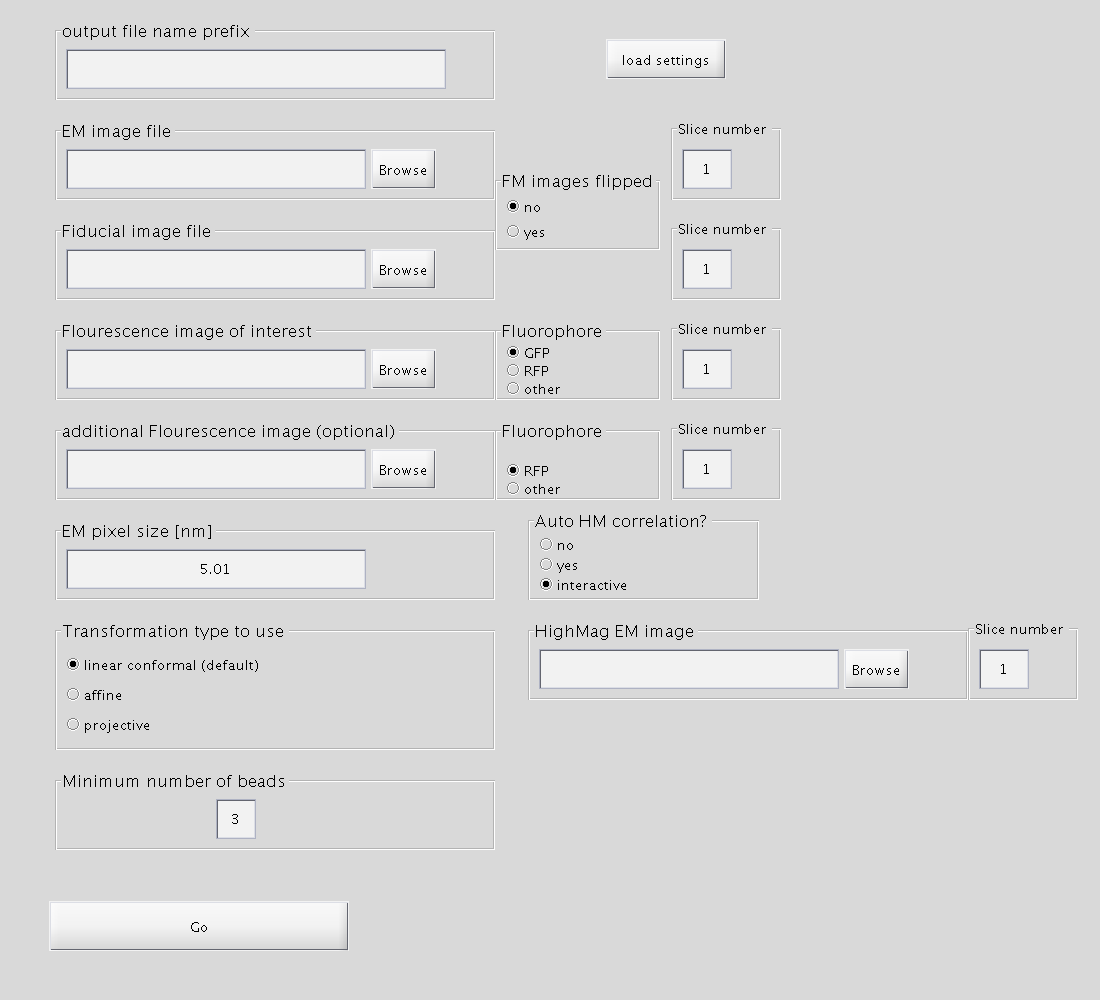 output file name prefix
load settings
EM image file
Browse
Slice number
1
FM images flipped
no
yes
Fiducial image file
Browse
Slice number
1
Flourescence image of interest
Browse
Fluorophore
GFP
RFP
other
Slice number
1
additional Flourescence image (optional)
Browse
Fluorophore
RFP
other
Slice number
1
EM pixel size [nm]
5.01
Auto HM correlation?
no
yes
interactive
Transformation type to use
linear conformal (default)
affine
projective
HighMag EM image
Browse
Slice number
1
Minimum number of beads
3
Go